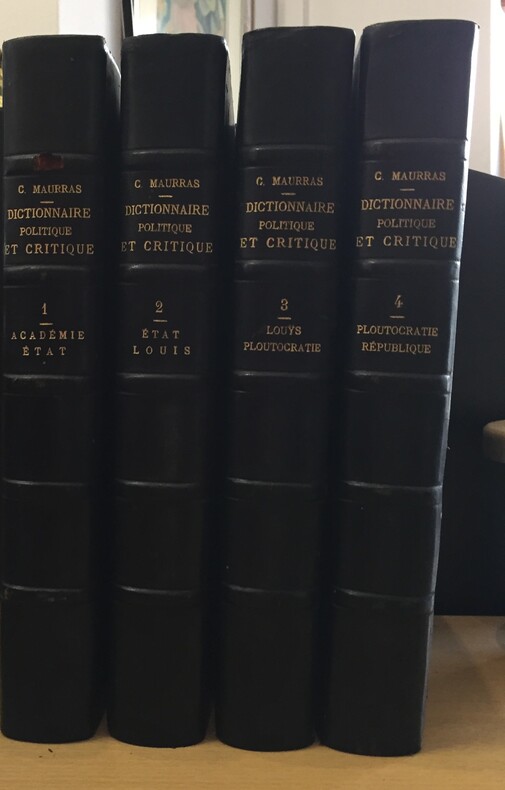 C. MAURRAS
DICTIONNAIRE
POLITIQUE
ET CRITIQUE
1
ACADÉMIE
ÉTAT
C. MAURRAS
DICTIONNAIRE
POLITIQUE
ET CRITIQUE
2
ÉTAT
LOUIS
C. MAURRAS
DICTIONNAIRE
POLITIQUE
ET CRITIQUE
3
LOUŸS
PLOUTOCRATIE
C. MAURRAS
DICTIONNAIRE
POLITIQUE
ET CRITIQUE
4
PLOUTOCRATIE
RÉPUBLIQUE